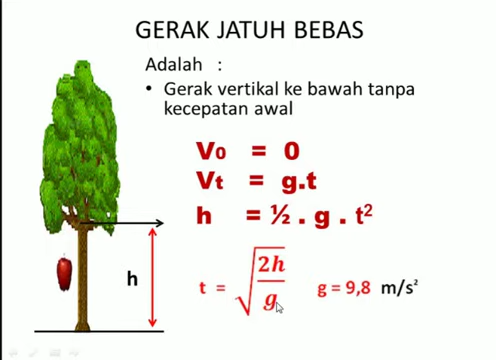 GERAK JATUH BEBAS
Adalah :
• Gerak vertikal ke bawah tanpa
kecepatan awal
Vo = 0
Vt = g.t
h = ½ . g . t²
h
t = √(2h/g) g = 9,8 m/s²